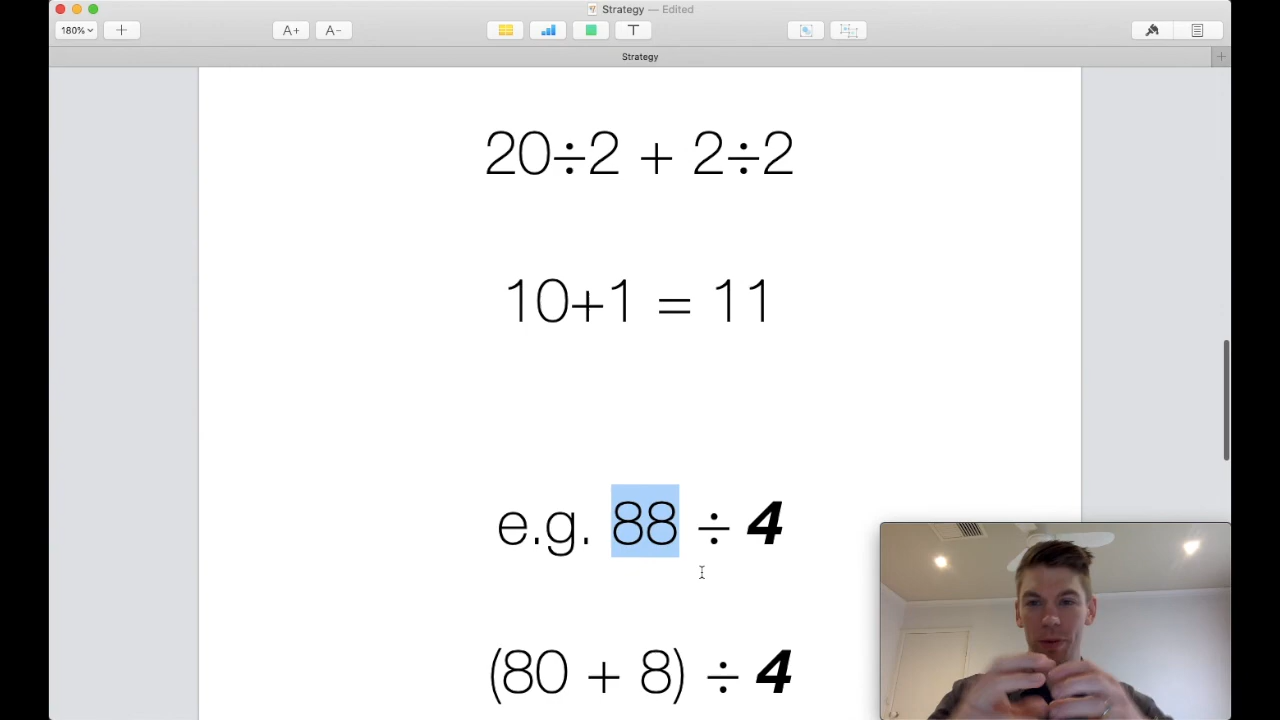 Strategy — Edited
180%
A+ A− T
Strategy
20÷2 + 2÷2
10+1 = 11
e.g. 88 ÷ 4
(80 + 8) ÷ 4